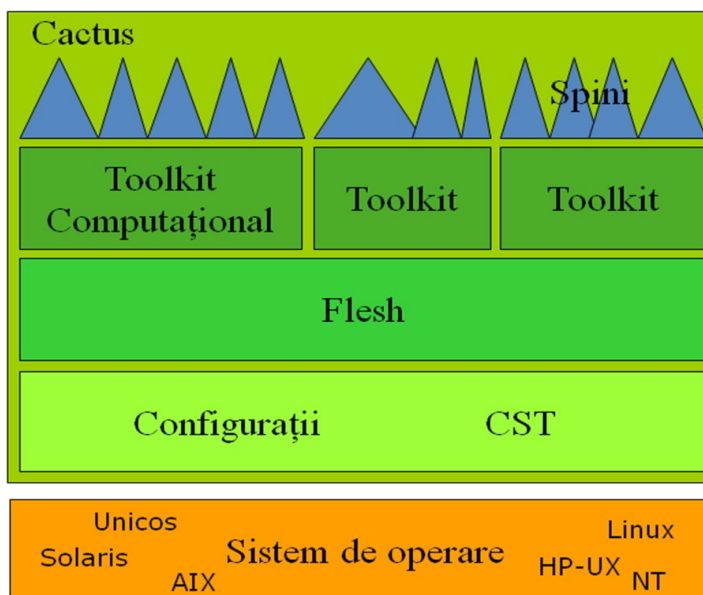 Cactus
Spini
Toolkit
Computațional
Toolkit
Toolkit
Flesh
Configurații
CST
Unicos
Linux
Solaris
Sistem de operare
HP-UX
AIX
NT